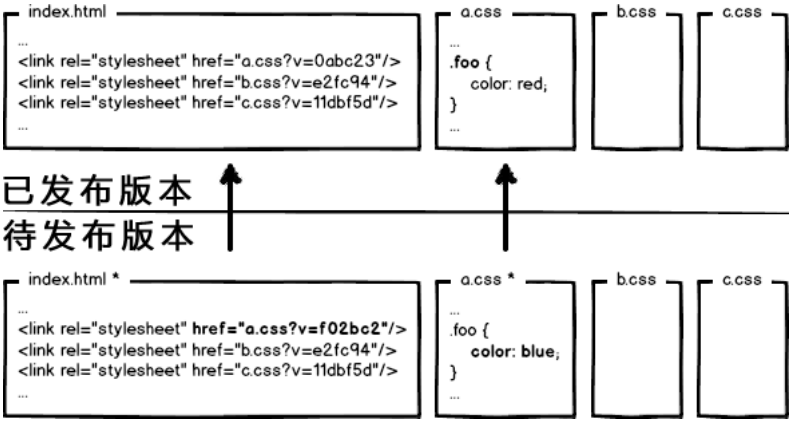 index.html
a.css
b.css
c.css
...
<link rel="stylesheet" href="a.css?v=0abc23"/>
<link rel="stylesheet" href="b.css?v=e2fc94"/>
<link rel="stylesheet" href="c.css?v=11dbf5d"/>
...
...
.foo {
color: red;
}
...
已发布版本
待发布版本
index.html *
a.css *
b.css
c.css
...
<link rel="stylesheet" href="a.css?v=f02bc2"/>
<link rel="stylesheet" href="b.css?v=e2fc94"/>
<link rel="stylesheet" href="c.css?v=11dbf5d"/>
...
...
.foo {
color: blue;
}
...